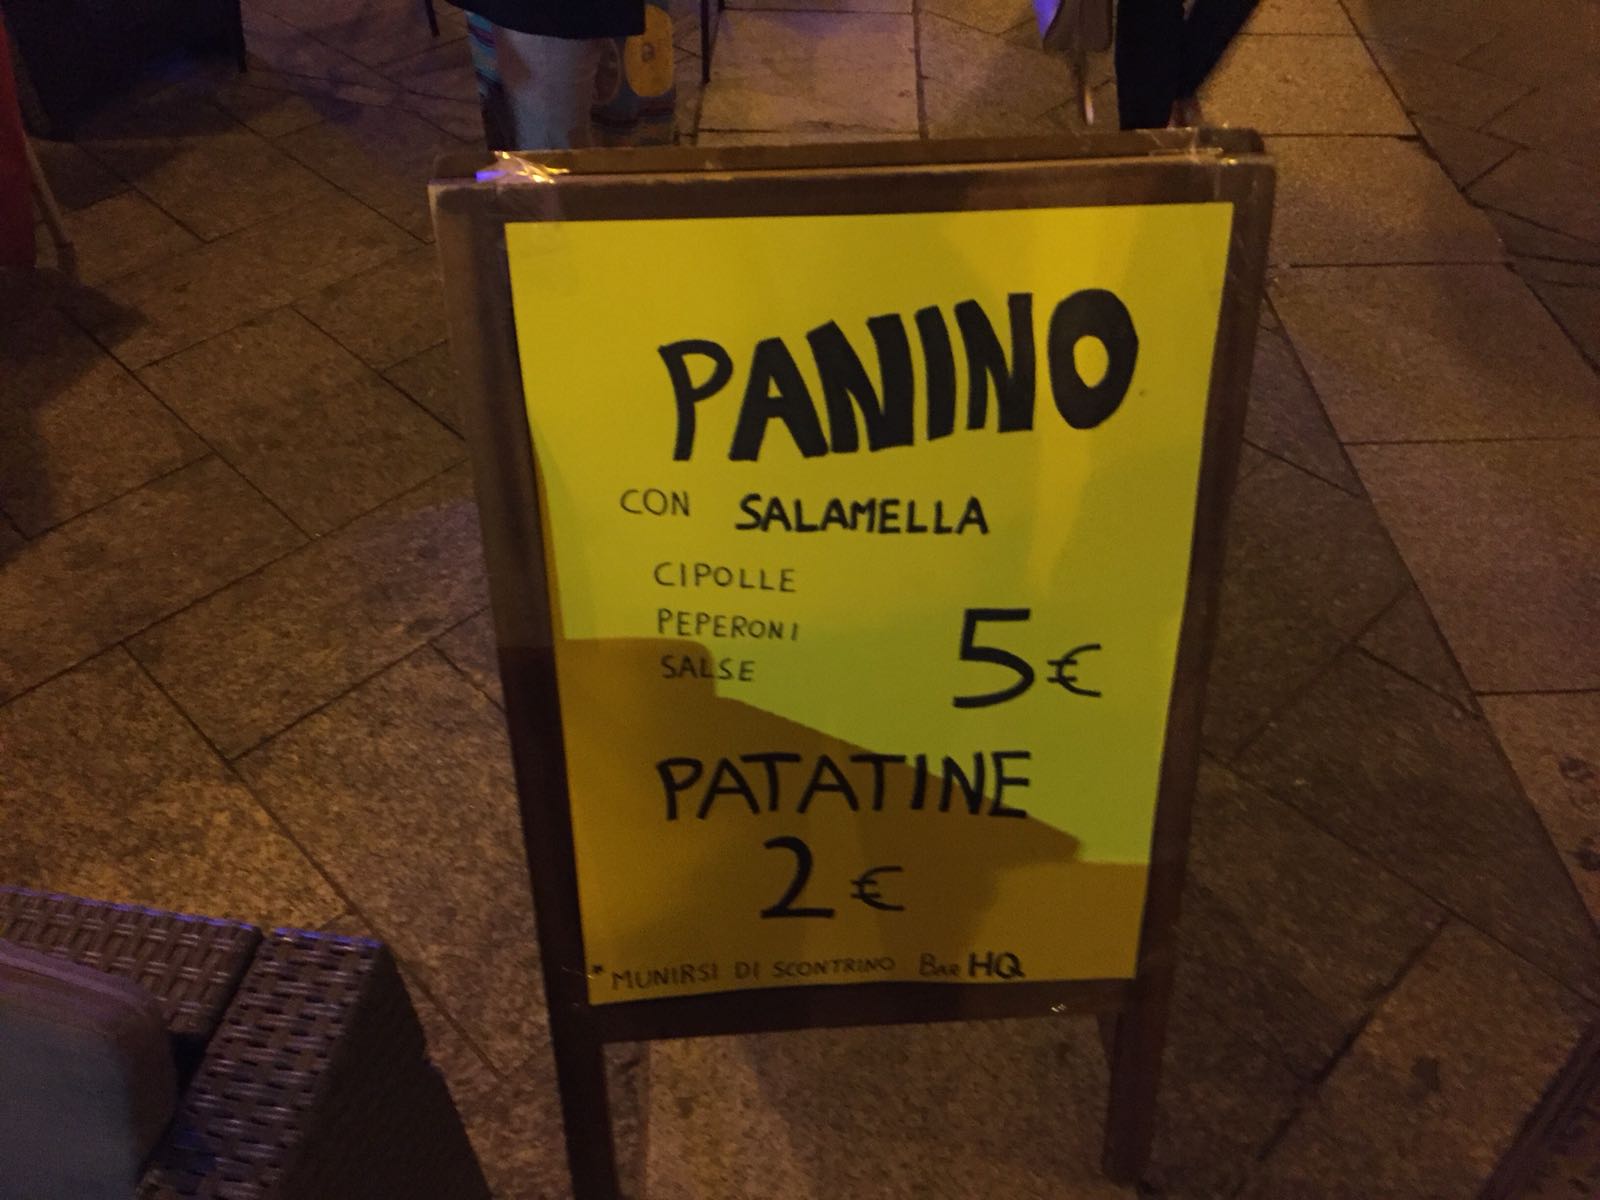 PANINO
CON SALAMELLA
CIPOLLE
PEPERONI
SALSE
5€
PATATINE
2€
* MUNIRSI DI SCONTRINO BAR HQ